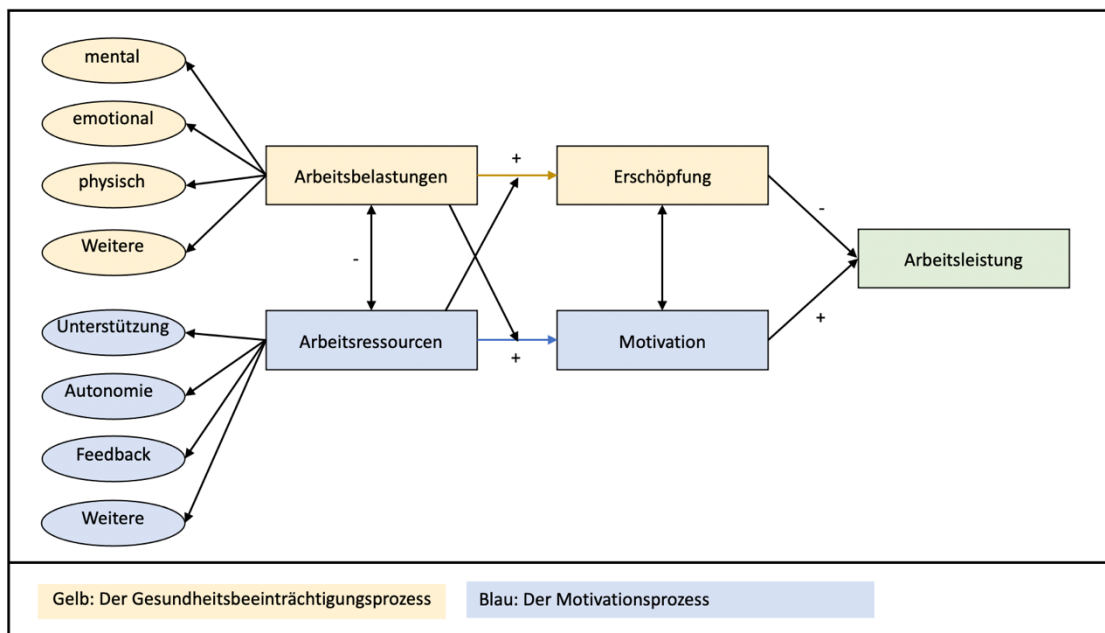 mental
emotional
physisch
Weitere
Arbeitsbelastungen
+
Erschöpfung
-
-
Arbeitsleistung
Unterstützung
Autonomie
Feedback
Weitere
Arbeitsressourcen
+
Motivation
+
Gelb: Der Gesundheitsbeeinträchtigungsprozess
Blau: Der Motivationsprozess